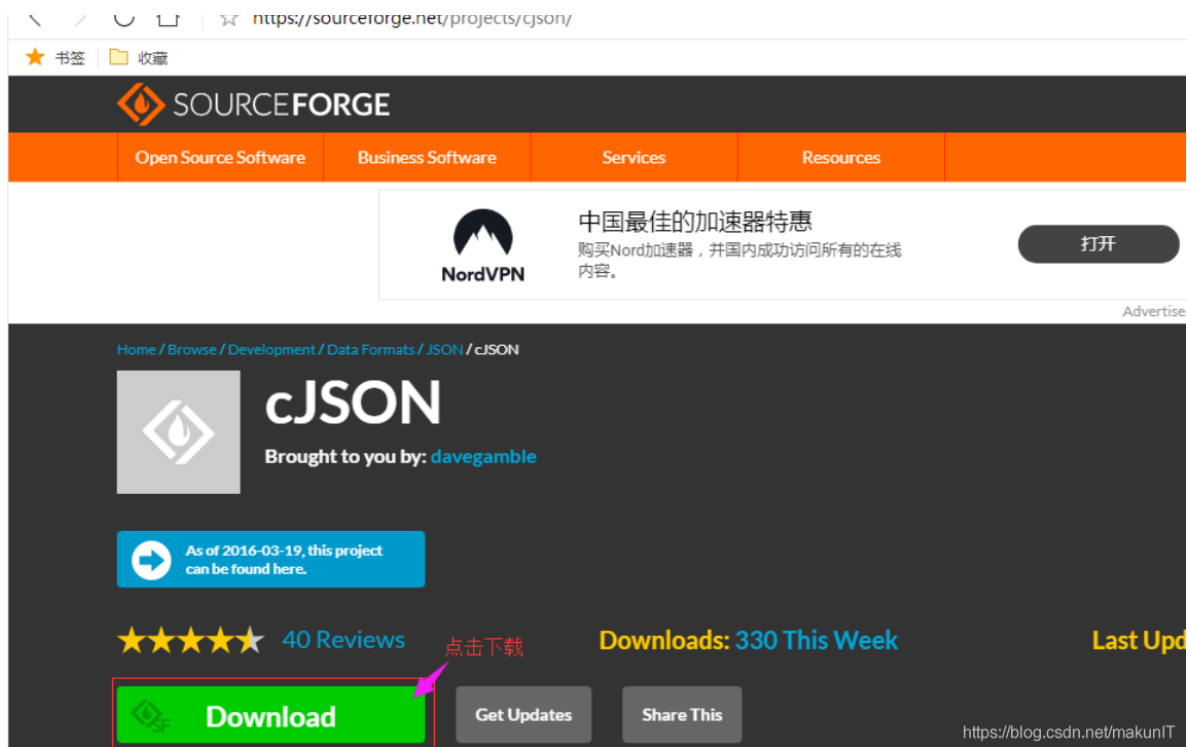 https://sourceforge.net/projects/cjson/
书签 收藏
SOURCEFORGE
Open Source Software Business Software Services Resources
中国最佳的加速器特惠
购买Nord加速器，并国内成功访问所有的在线
内容。
打开
NordVPN
Advertise
Home / Browse / Development / Data Formats / JSON / cJSON
cJSON
Brought to you by: davegamble
As of 2016-03-19, this project
can be found here.
40 Reviews
点击下载
Downloads: 330 This Week
Last Upd
SF
Download
Get Updates
Share This
https://blog.csdn.net/makunIT